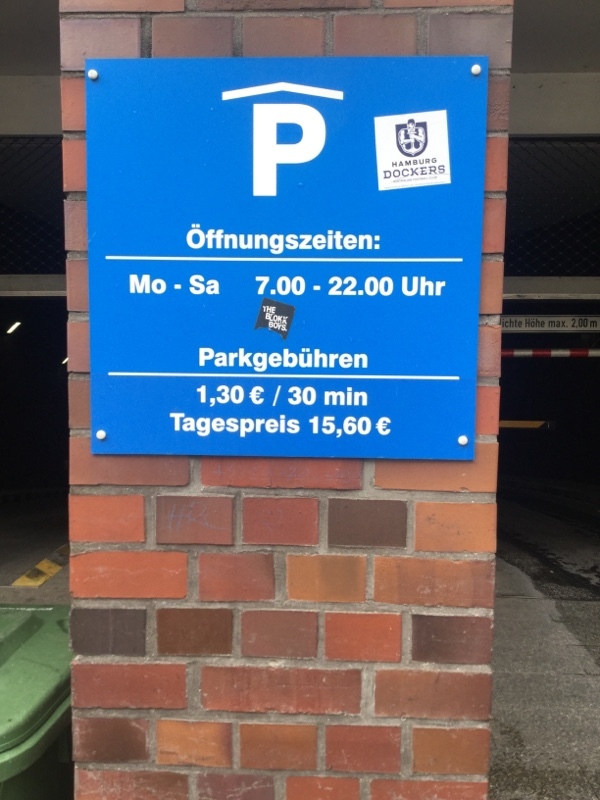 P
HAMBURG
DOCKERS
Öffnungszeiten:
Mo - Sa 7.00 - 22.00 Uhr
THE
BLOKK
BOYS.
Parkgebühren
1,30 € / 30 min
Tagespreis 15,60 €
ichte Höhe max. 2,00 m